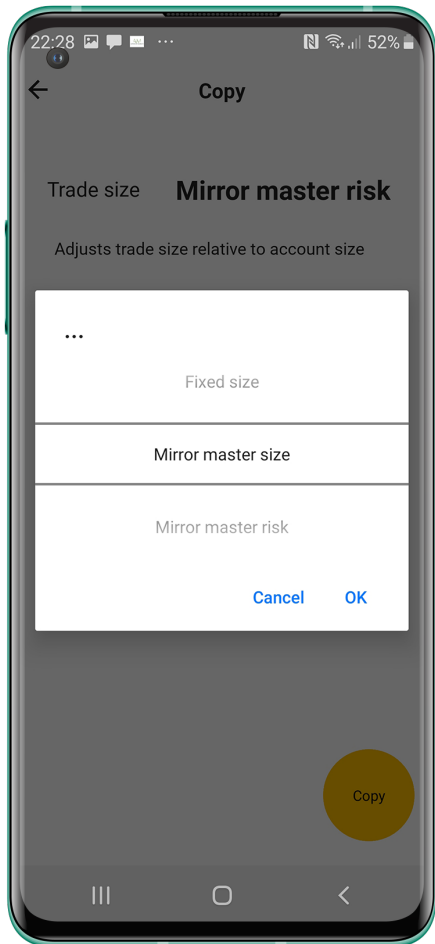 22:28 ... 52%
Copy
Trade size Mirror master risk
Adjusts trade size relative to account size
...
Fixed size
Mirror master size
Mirror master risk
Cancel OK
Copy